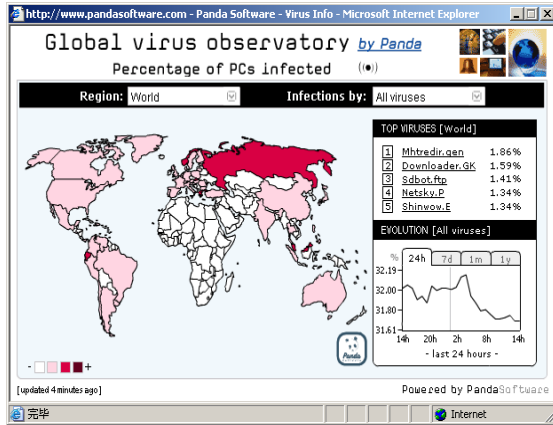 http://www.pandasoftware.com - Panda Software - Virus Info - Microsoft Internet Explorer
Global virus observatory by Panda
Percentage of PCs infected ((●))
Region: World Infections by: All viruses
TOP VIRUSES [World]
1 Mhtredir.gen 1.86%
2 Downloader.GK 1.59%
3 Sdbot.ftp 1.41%
4 Netsky.P 1.34%
5 Shinwow.E 1.34%
EVOLUTION [All viruses]
% 24h 7d 1m 1y
32.19
32.00
31.61
14h 20h 2h 8h 14h
- last 24 hours -
Panda
- +
[updated 4 minutes ago] Powered by PandaSoftware
完毕 Internet